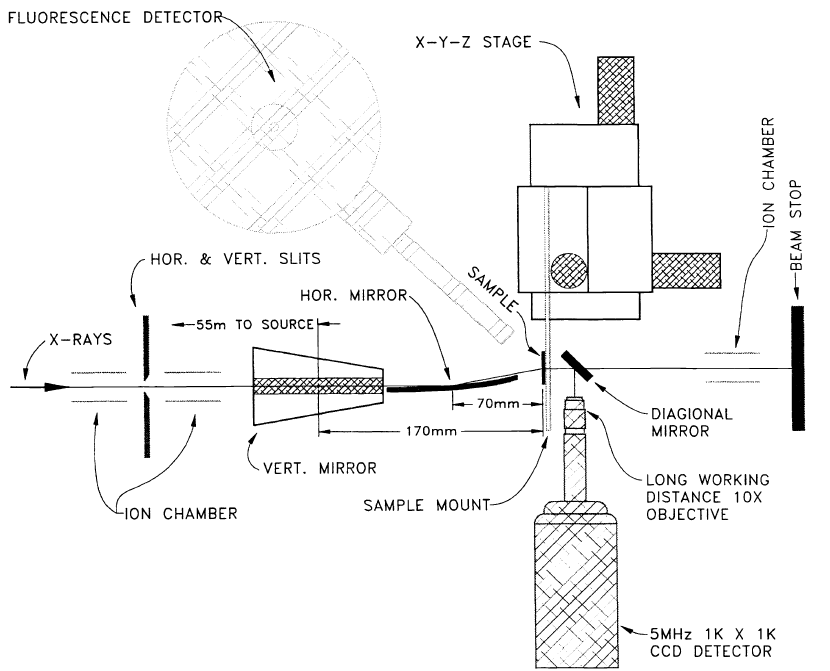 FLUORESCENCE DETECTOR
X-Y-Z STAGE
ION CHAMBER
BEAM STOP
HOR. & VERT. SLITS
HOR. MIRROR
SAMPLE
55m TO SOURCE
X-RAYS
70mm
170mm
DIAGIONAL
MIRROR
VERT. MIRROR
SAMPLE MOUNT
LONG WORKING
DISTANCE 10X
OBJECTIVE
ION CHAMBER
5MHz 1K X 1K
CCD DETECTOR